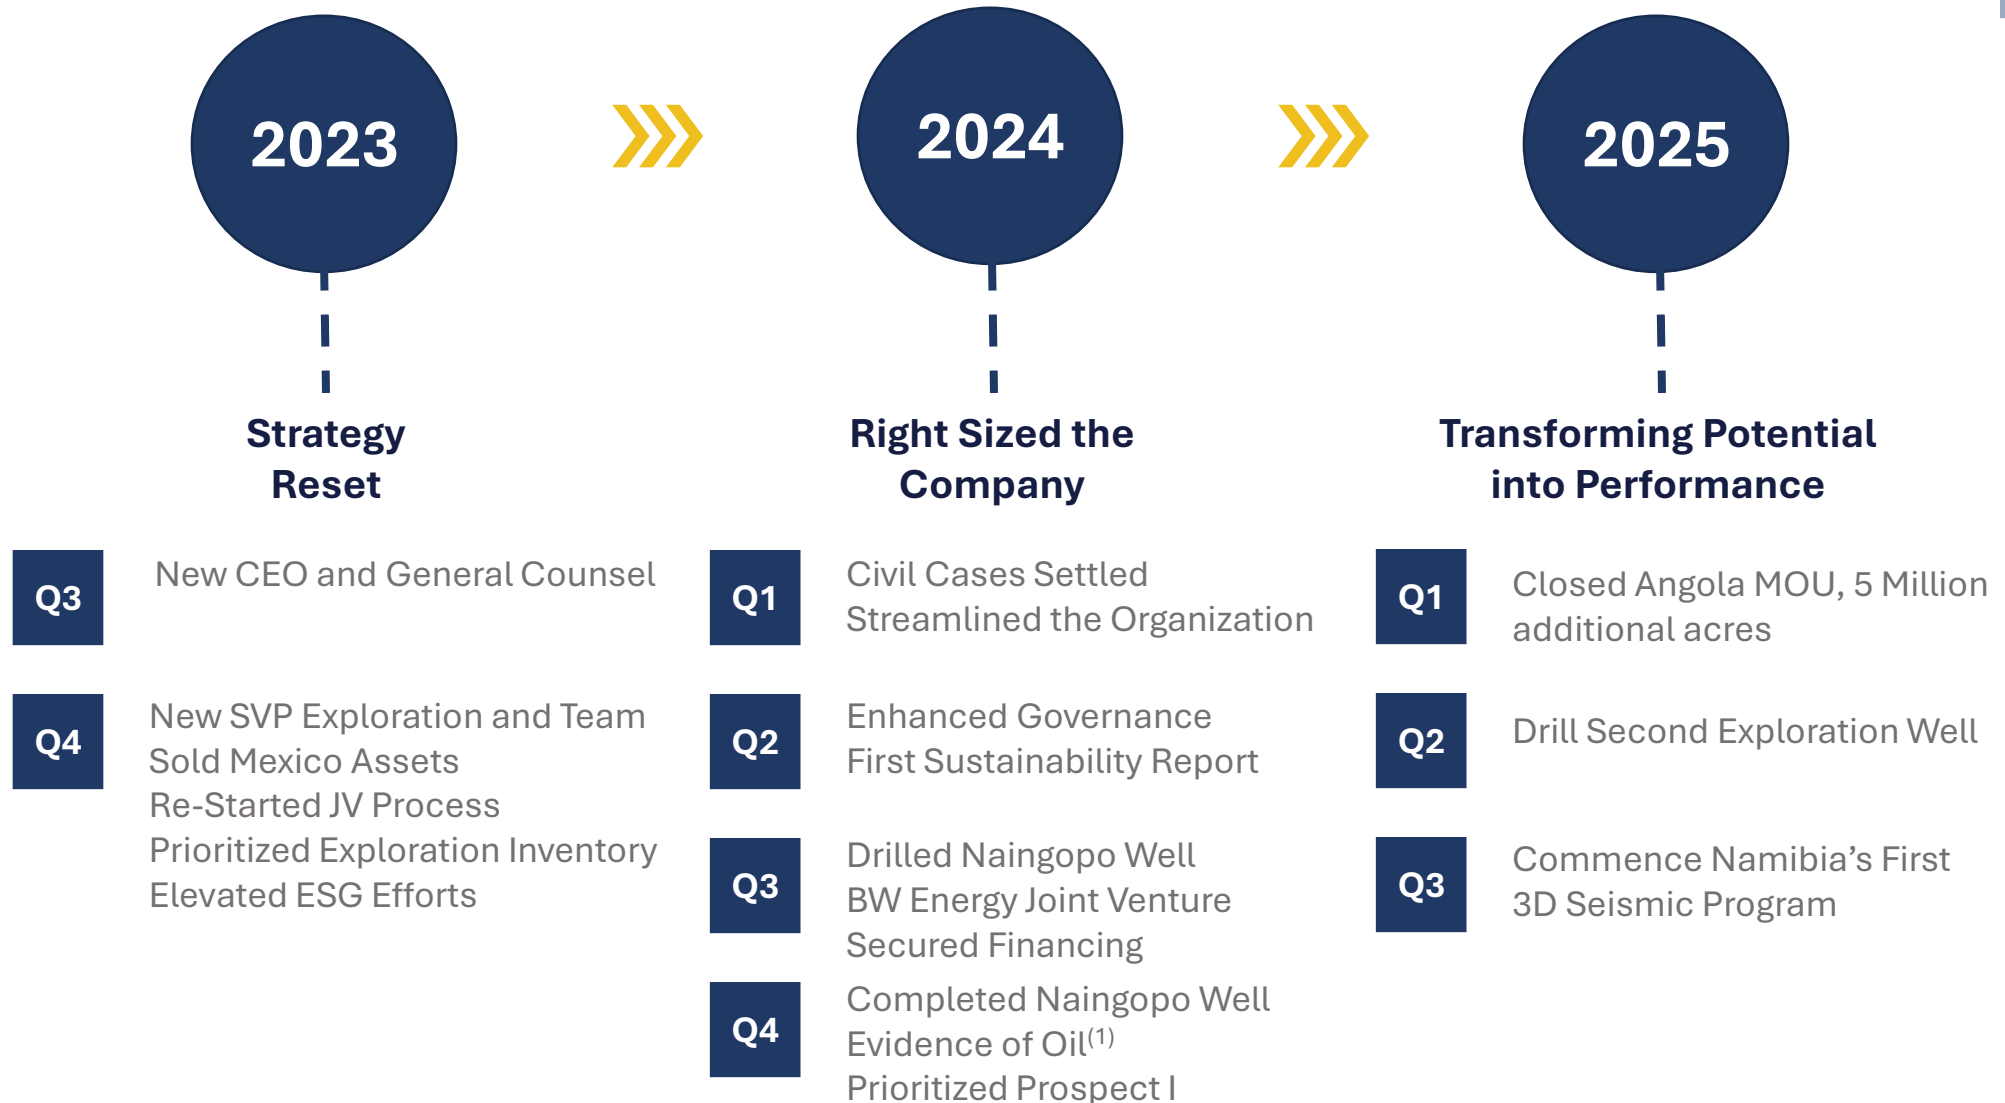 2023
2024
2025
Strategy
Reset
Right Sized the
Company
Transforming Potential
into Performance
Q3
New CEO and General Counsel
Q4
New SVP Exploration and Team
Sold Mexico Assets
Re-Started JV Process
Prioritized Exploration Inventory
Elevated ESG Efforts
Q1
Civil Cases Settled
Streamlined the Organization
Q2
Enhanced Governance
First Sustainability Report
Q3
Drilled Naingopo Well
BW Energy Joint Venture
Secured Financing
Q4
Completed Naingopo Well
Evidence of Oil(1)
Prioritized Prospect I
Q1
Closed Angola MOU, 5 Million
additional acres
Q2
Drill Second Exploration Well
Q3
Commence Namibia’s First
3D Seismic Program